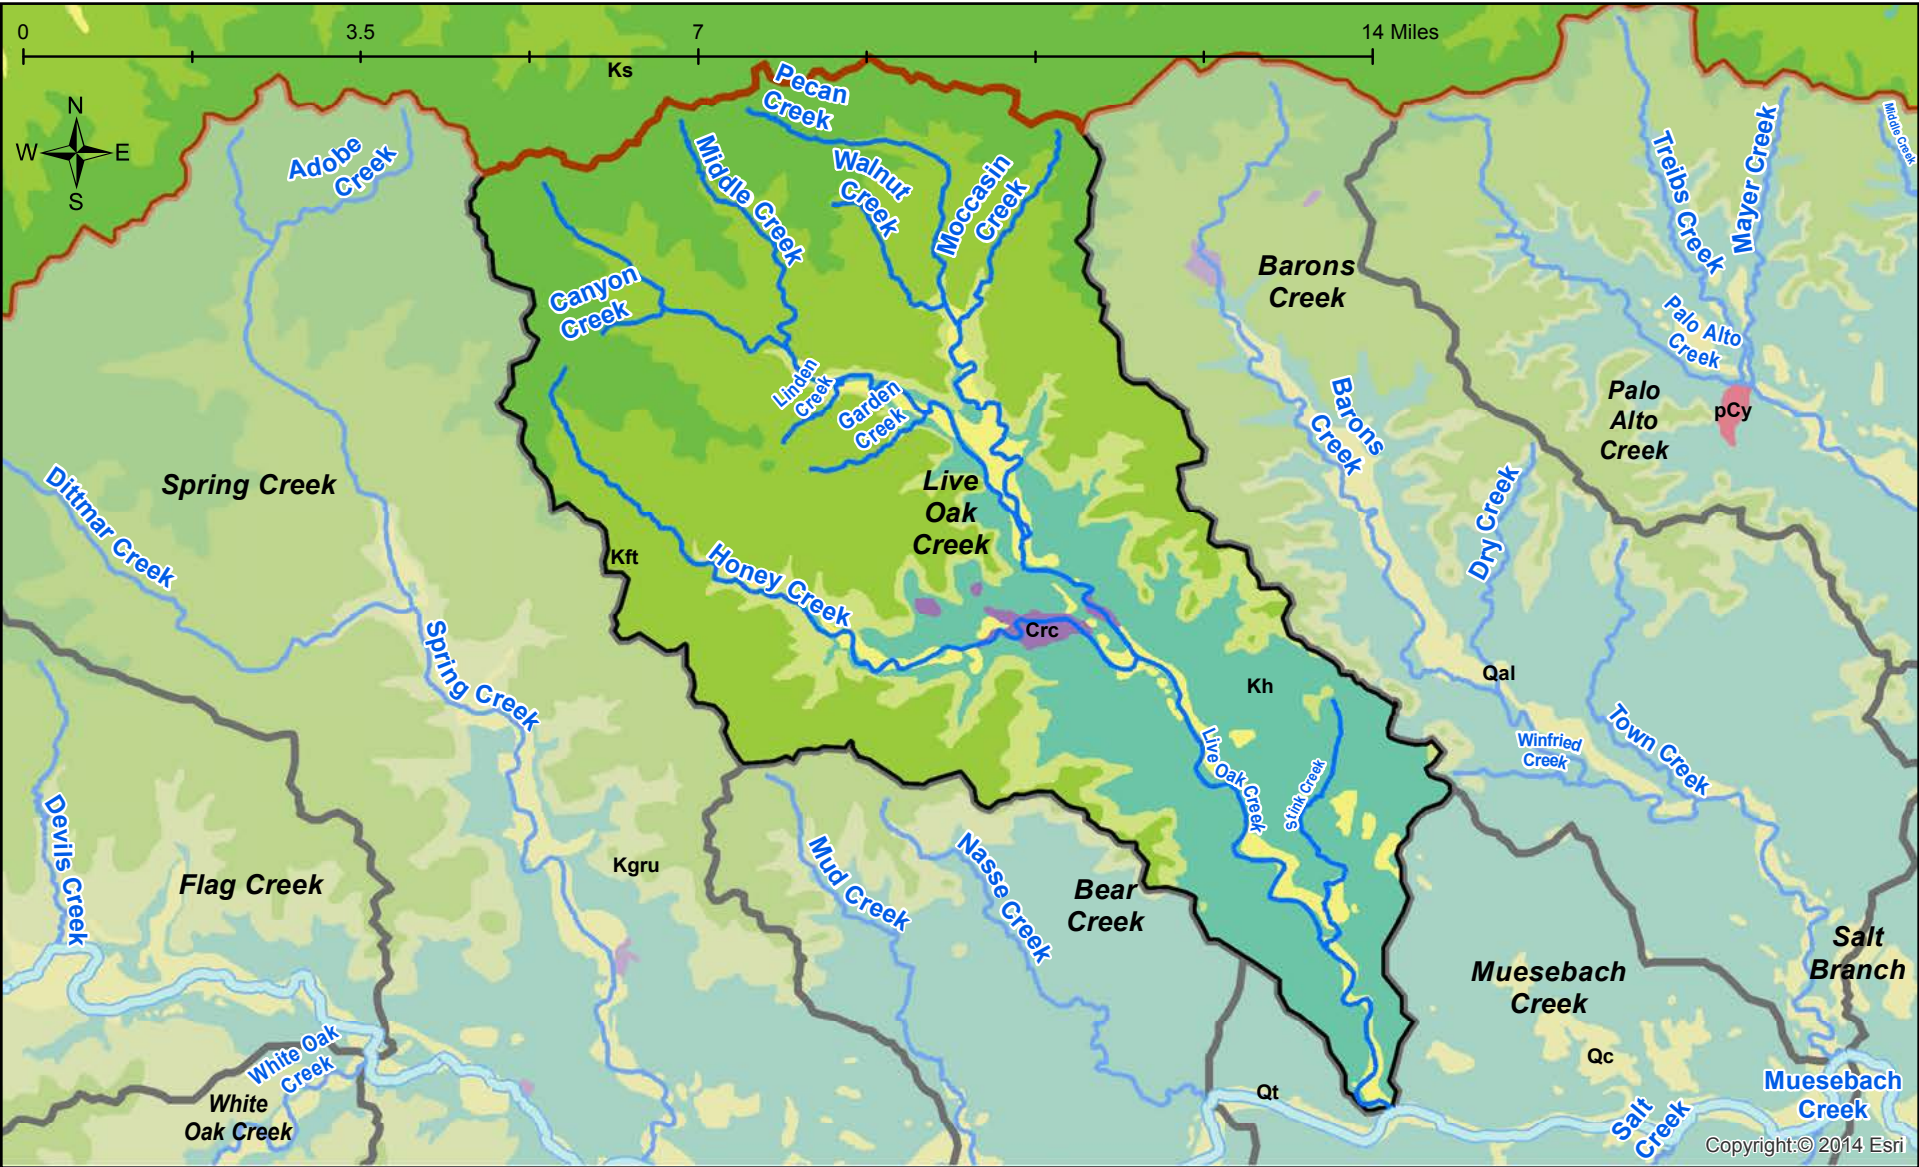 0
3.5
7
14 Miles
Ks
N
W
E
S
Adobe
Creek
Pecan
Creek
Middle Creek
Walnut
Creek
Moccasin
Creek
Canyon
Creek
Linden
Creek
Garden
Creek
Barons
Creek
Treibs Creek
Mayer Creek
Middle Creek
Palo Alto
Creek
Palo
Alto
Creek
pCy
Barons
Creek
Dry Creek
Spring Creek
Dittmar Creek
Live
Oak
Creek
Kft
Honey Creek
Crc
Kh
Qal
Spring Creek
Live Oak Creek
Stink Creek
Winfried
Creek
Town Creek
Devils Creek
Flag Creek
Kgru
Mud Creek
Nasse Creek
Bear
Creek
Muesebach
Creek
Salt
Branch
White Oak
Creek
White
Oak Creek
Qt
Qc
Salt
Creek
Muesebach
Creek
Copyright:© 2014 Esri